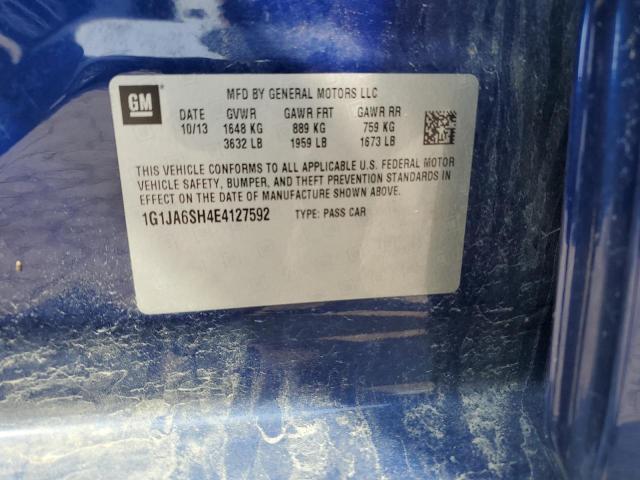 GM
MFD BY GENERAL MOTORS LLC
DATE GVWR GAWR FRT GAWR RR
10/13 1648 KG 889 KG 759 KG
3632 LB 1959 LB 1673 LB
THIS VEHICLE CONFORMS TO ALL APPLICABLE U.S. FEDERAL MOTOR
VEHICLE SAFETY, BUMPER, AND THEFT PREVENTION STANDARDS IN
EFFECT ON THE DATE OF MANUFACTURE SHOWN ABOVE.
1G1JA6SH4E4127592 TYPE: PASS CAR